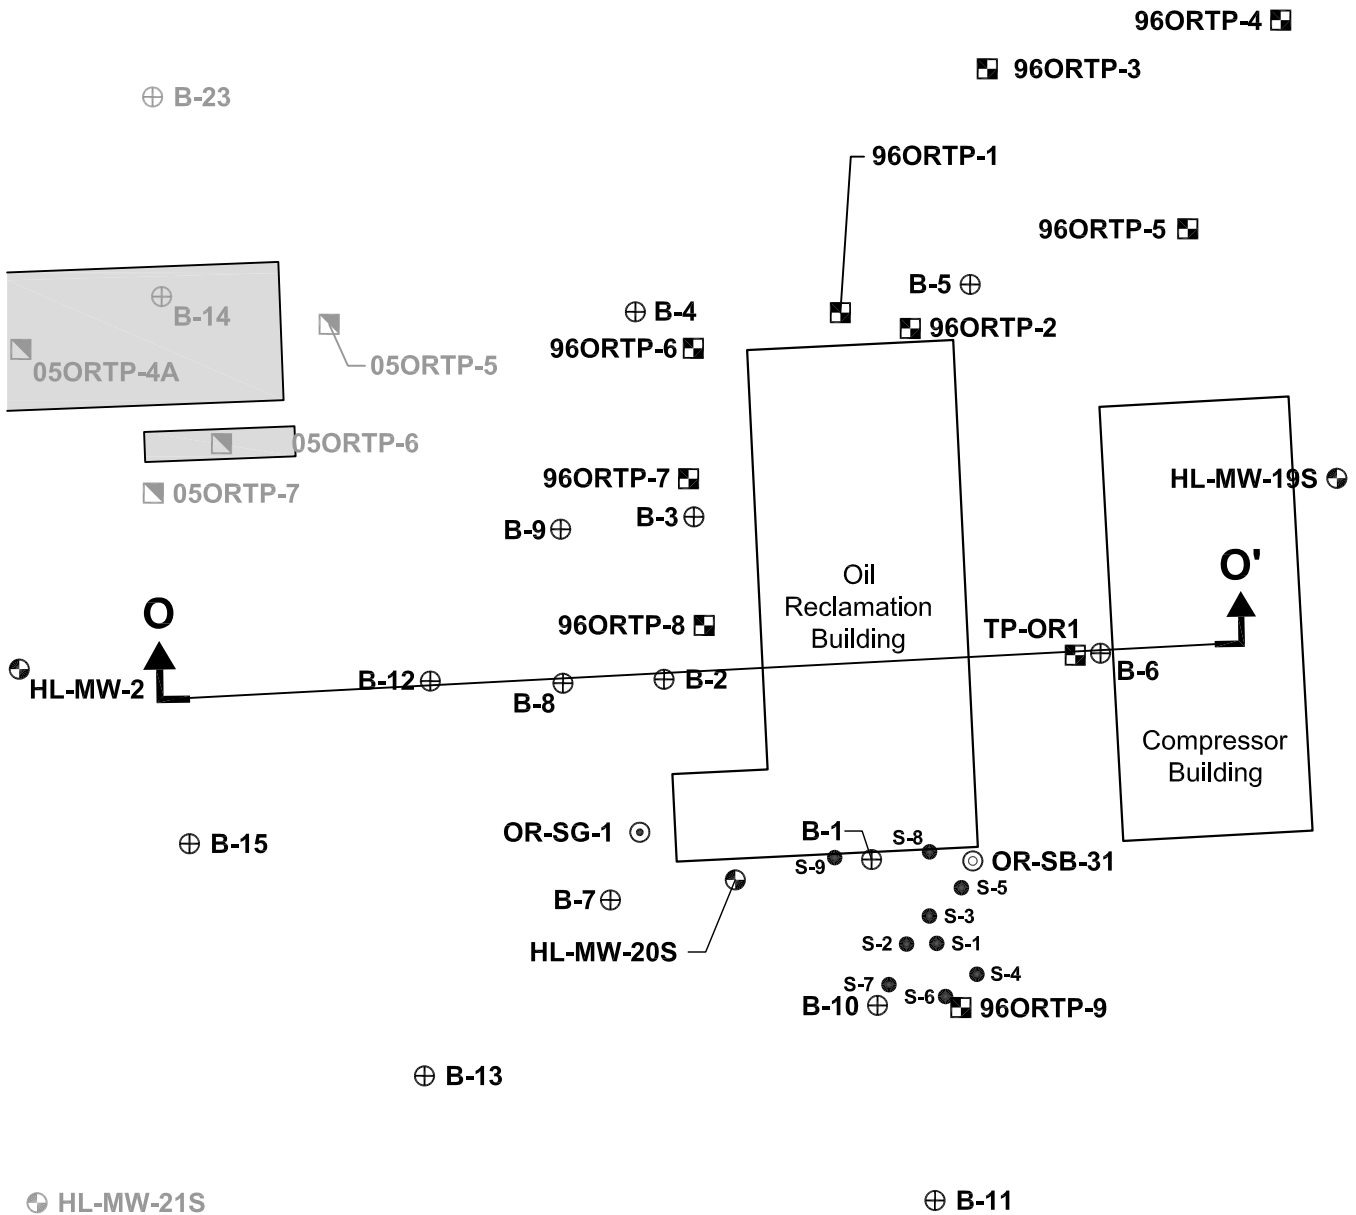 96ORTP-4
96ORTP-3
B-23
96ORTP-1
96ORTP-5
B-5
B-14
B-4
96ORTP-2
96ORTP-6
05ORTP-5
05ORTP-4A
05ORTP-6
96ORTP-7
HL-MW-19S
05ORTP-7
B-3
B-9
O'
Oil
Reclamation
Building
O
96ORTP-8
TP-OR1
B-6
B-12
B-2
HL-MW-2
B-8
Compressor
Building
OR-SG-1
B-1
S-8
B-15
S-9
OR-SB-31
S-5
B-7
S-3
S-2
S-1
HL-MW-20S
S-4
S-7
S-6
B-10
96ORTP-9
B-13
HL-MW-21S
B-11